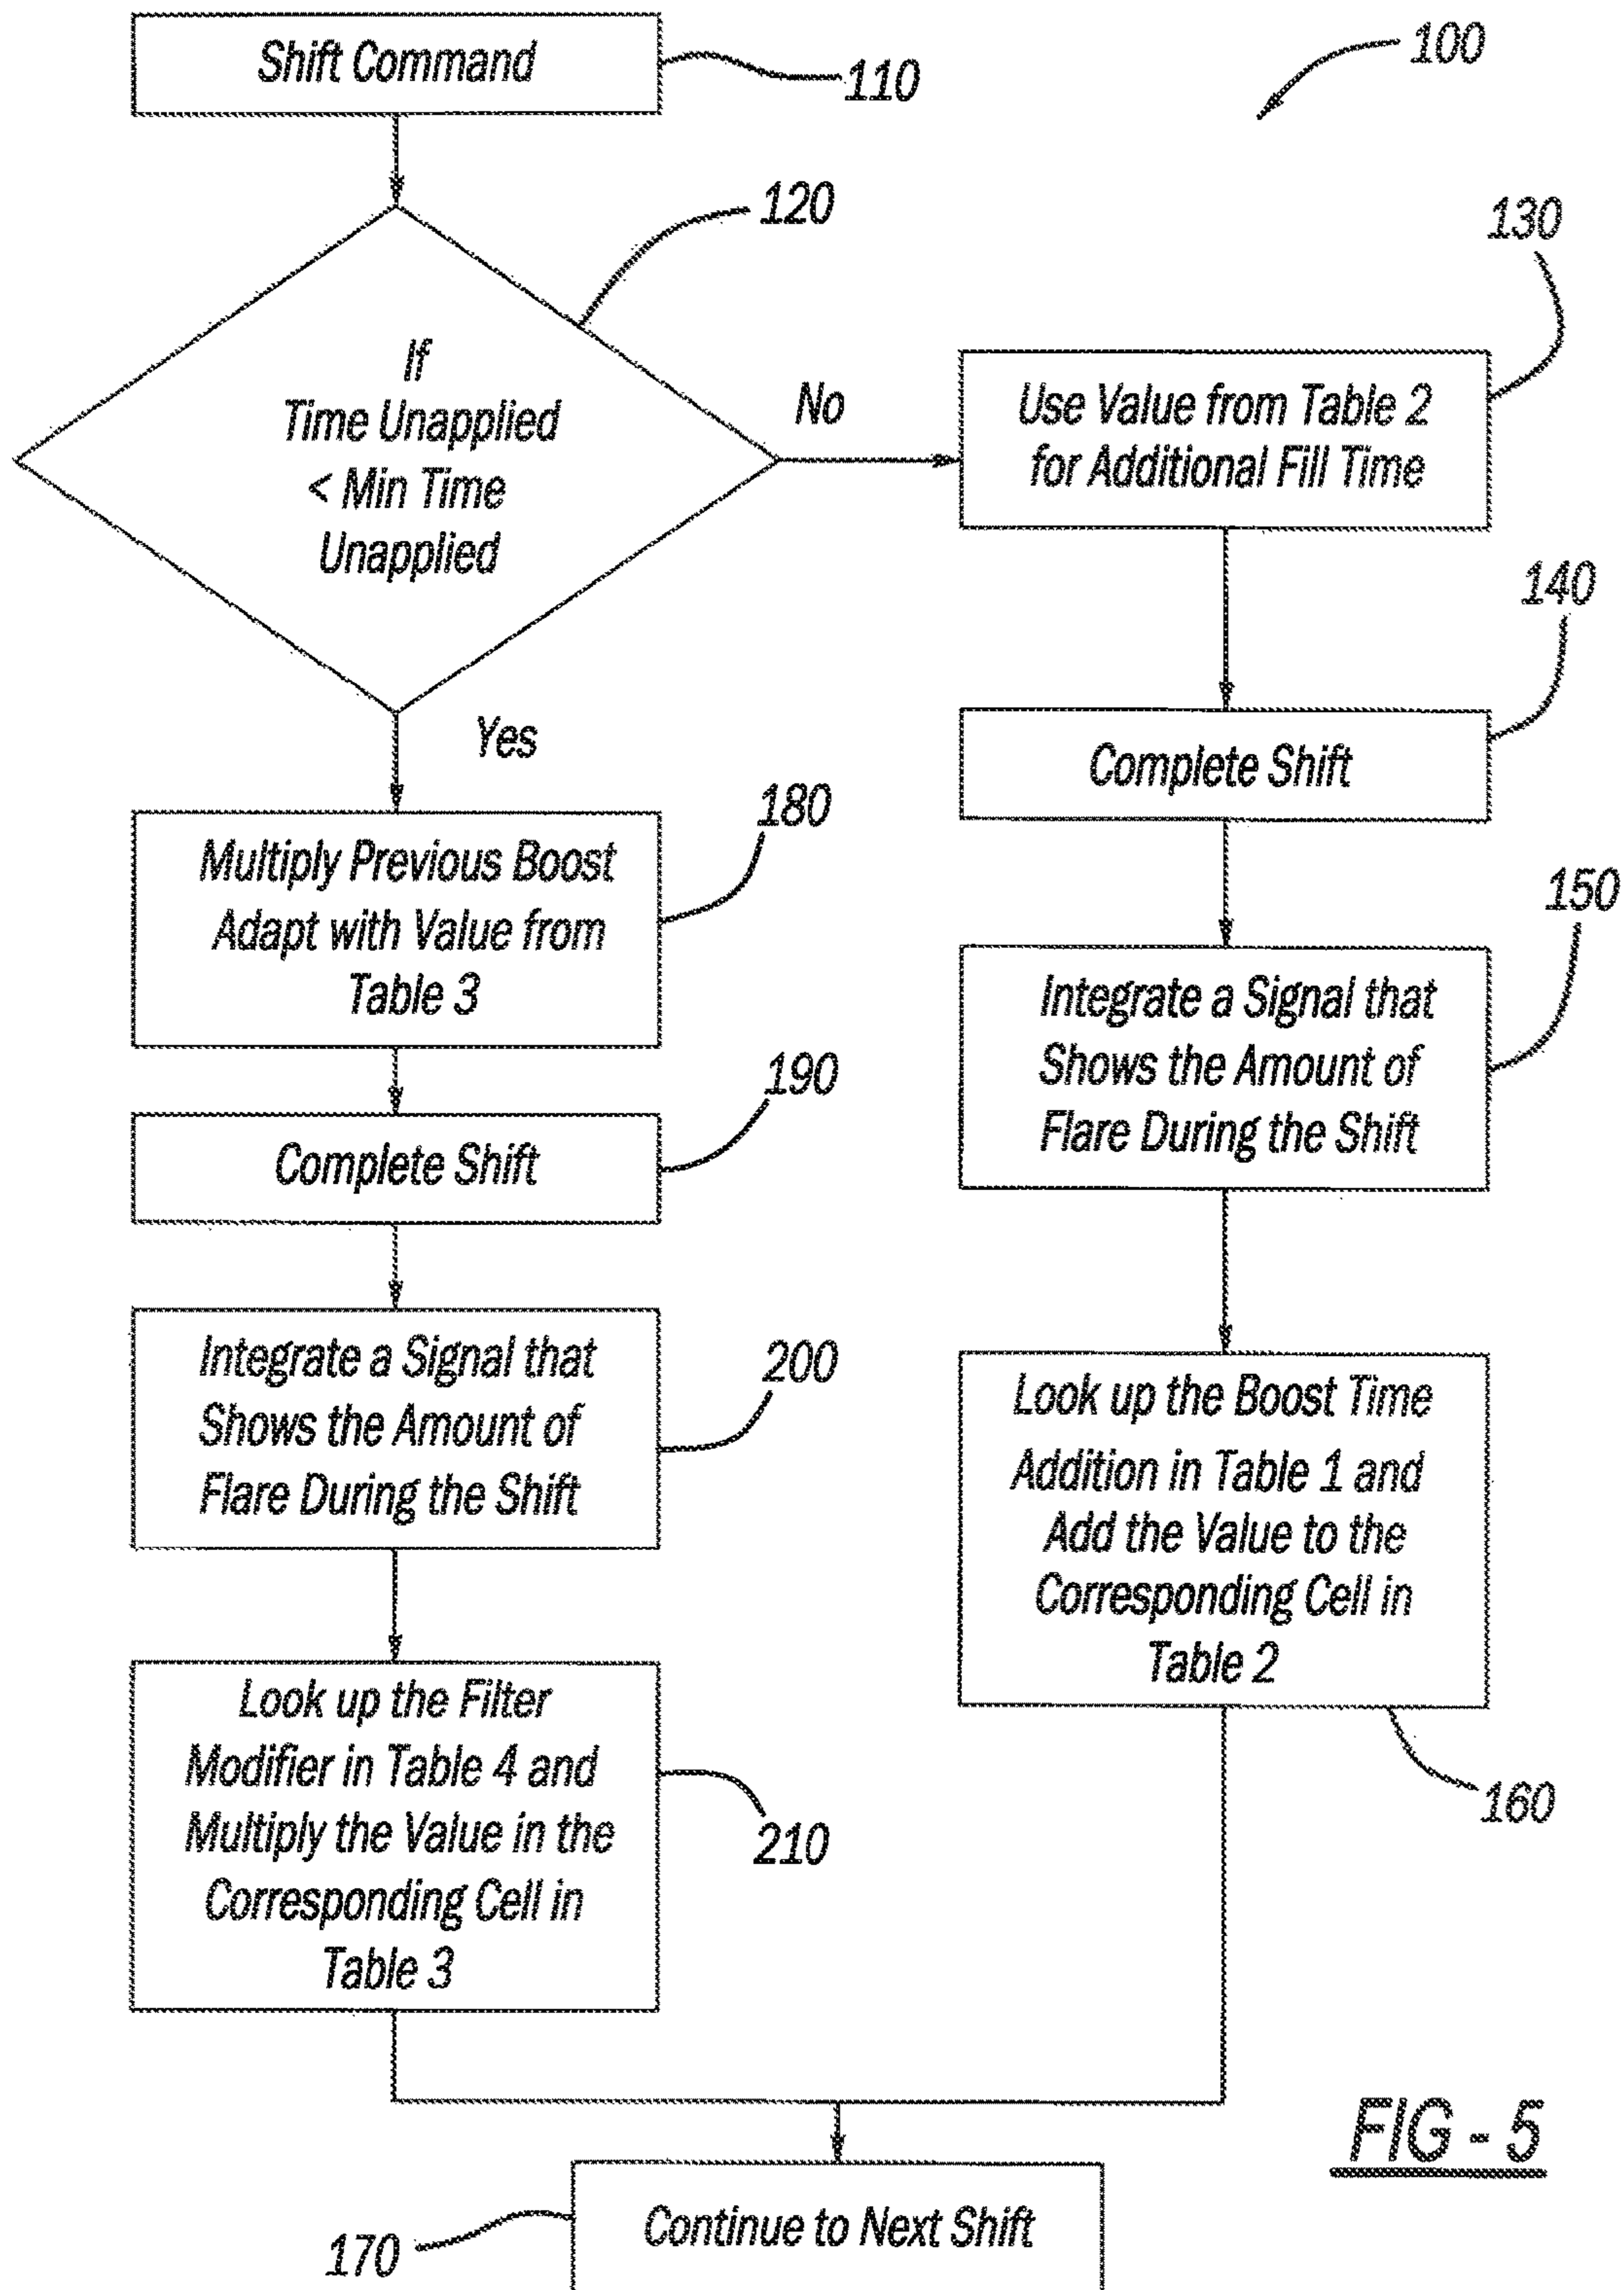 Shift Command
110
100
120
If
Time Unapplied
< Min Time
Unapplied
No
Yes
130
Use Value from Table 2
for Additional Fill Time
140
Complete Shift
150
Integrate a Signal that
Shows the Amount of
Flare During the Shift
Look up the Boost Time
Addition in Table 1 and
Add the Value to the
Corresponding Cell in
Table 2
160
180
Multiply Previous Boost
Adapt with Value from
Table 3
190
Complete Shift
200
Integrate a Signal that
Shows the Amount of
Flare During the Shift
Look up the Filter
Modifier in Table 4 and
Multiply the Value in the
Corresponding Cell in
Table 3
210
170
Continue to Next Shift
FIG - 5